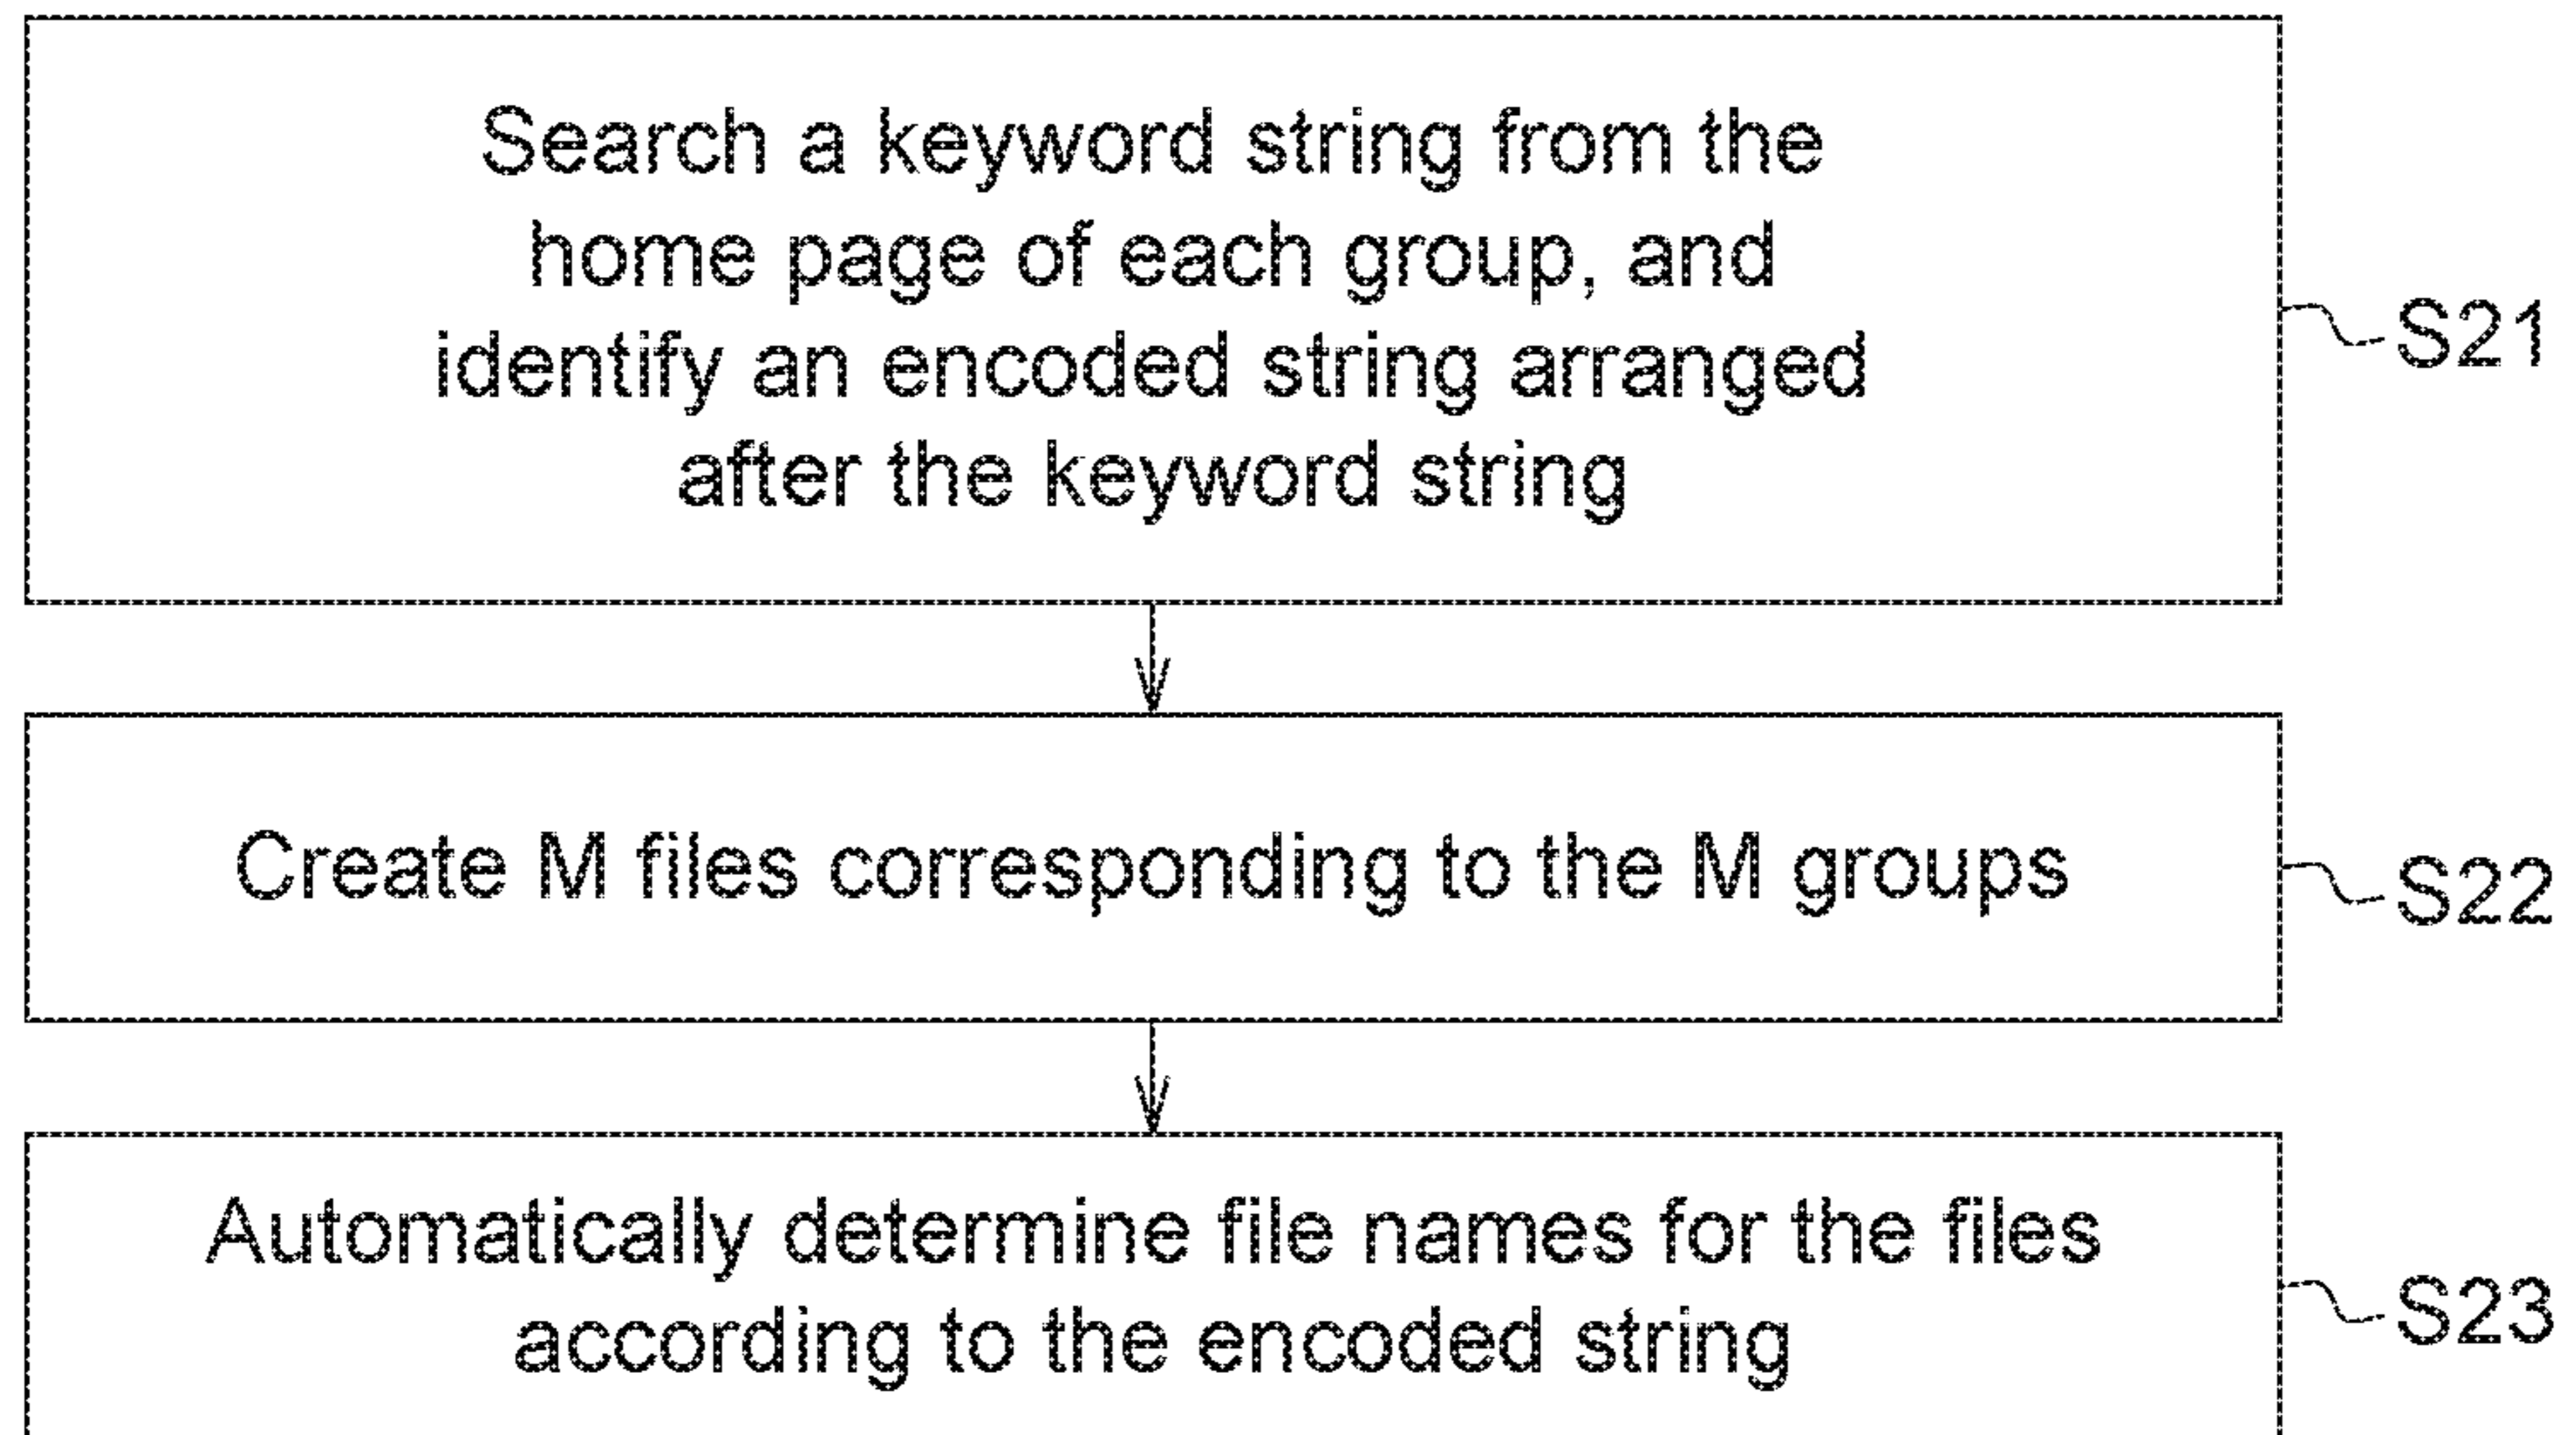 Search a keyword string from the
home page of each group, and
identify an encoded string arranged
after the keyword string
S21
Create M files corresponding to the M groups
S22
Automatically determine file names for the files
according to the encoded string
S23